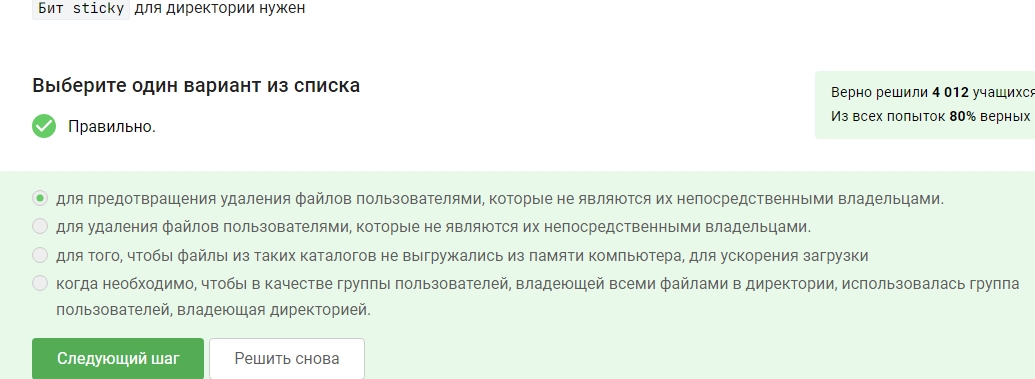 Бит sticky для директории нужен
Выберите один вариант из списка
Правильно.
Верно решили 4 012 учащихся
Из всех попыток 80% верных
для предотвращения удаления файлов пользователями, которые не являются их непосредственными владельцами.
для удаления файлов пользователями, которые не являются их непосредственными владельцами.
для того, чтобы файлы из таких каталогов не выгружались из памяти компьютера, для ускорения загрузки
когда необходимо, чтобы в качестве группы пользователей, владеющей всеми файлами в директории, использовалась группа
пользователей, владеющая директорией.
Следующий шаг
Решить снова